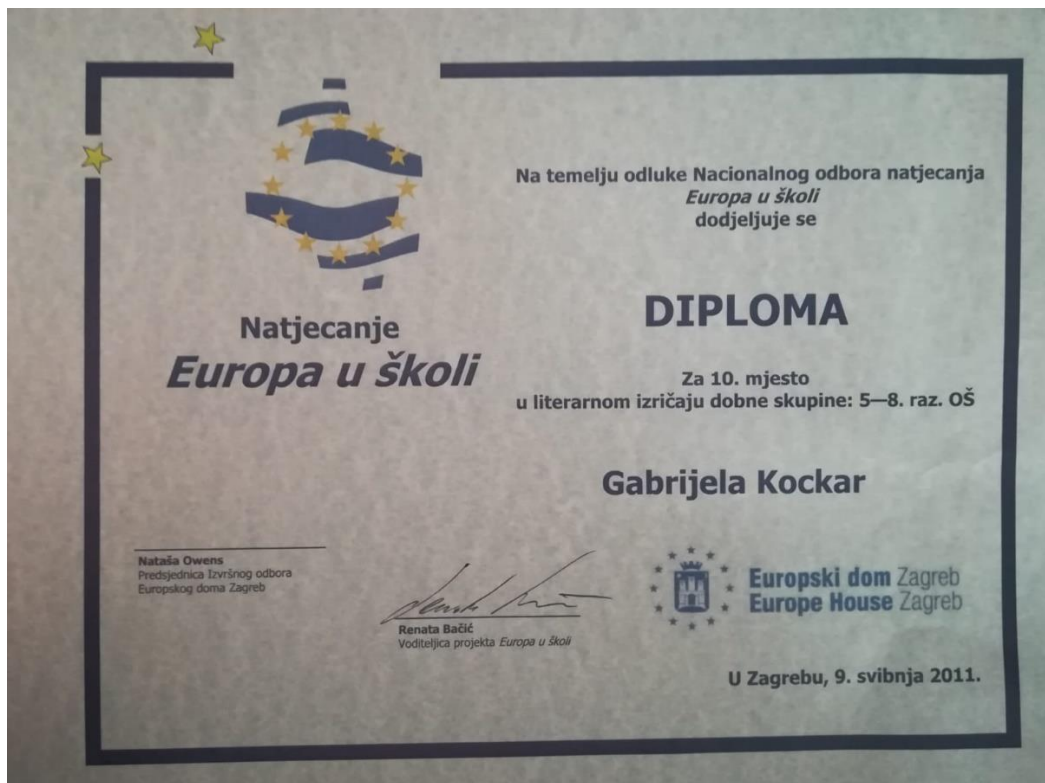 Natjecanje
Europa u školi
Na temelju odluke Nacionalnog odbora natjecanja
Europa u školi
dodjeljuje se
DIPLOMA
Za 10. mjesto
u literarnom izričaju dobne skupine: 5—8. raz. OŠ
Gabrijela Kockar
Nataša Owens
Predsjednica Izvršnog odbora
Europskog doma Zagreb
Renata Bačić
Voditeljica projekta Europa u školi
Europski dom Zagreb
Europe House Zagreb
U Zagrebu, 9. svibnja 2011.